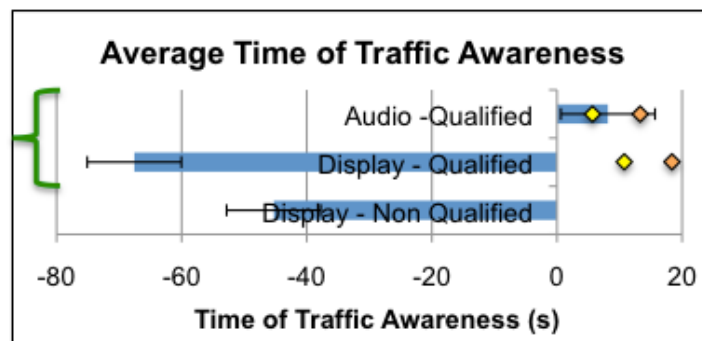 Average Time of Traffic Awareness
Audio -Qualified
Display - Qualified
Display - Non Qualified
-80 -60 -40 -20 0 20
Time of Traffic Awareness (s)